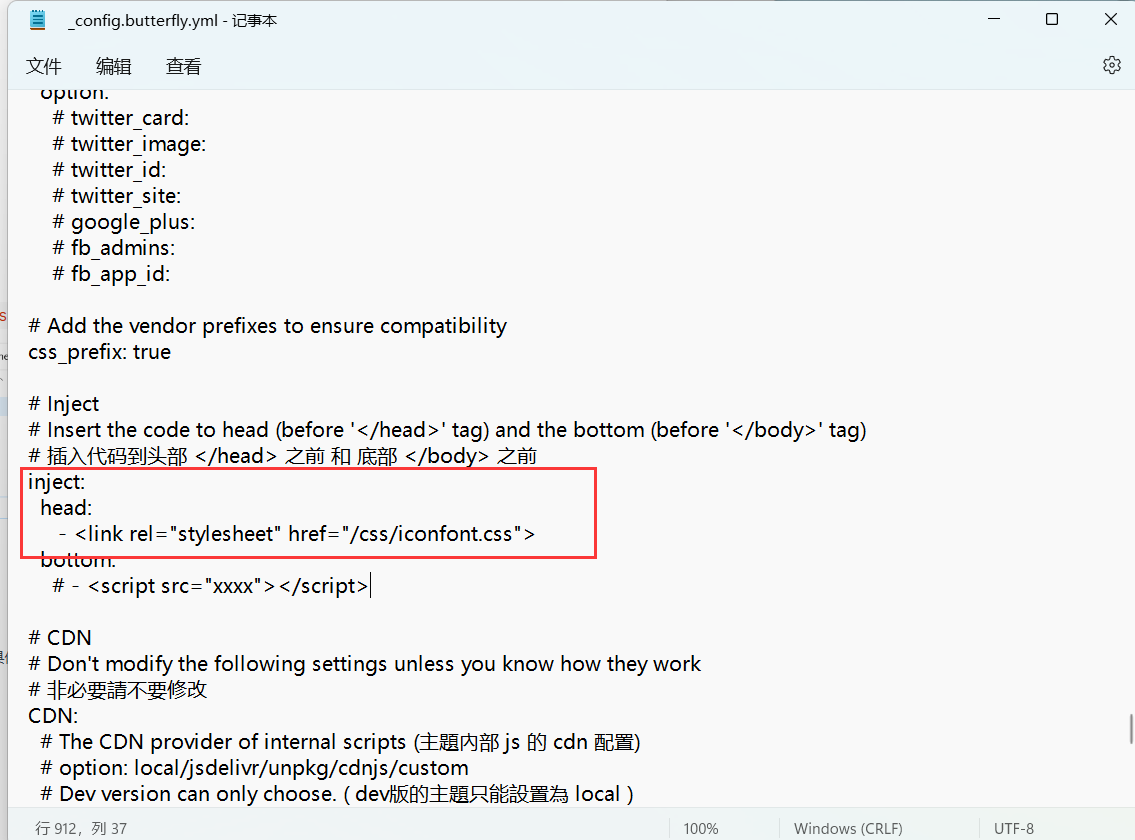 _config.butterfly.yml - 记事本
文件 编辑 查看
option:
# twitter_card:
# twitter_image:
# twitter_id:
# twitter_site:
# google_plus:
# fb_admins:
# fb_app_id:
# Add the vendor prefixes to ensure compatibility
css_prefix: true
# Inject
# Insert the code to head (before '</head>' tag) and the bottom (before '</body>' tag)
# 插入代码到头部 </head> 之前 和 底部 </body> 之前
inject:
head:
- <link rel="stylesheet" href="/css/iconfont.css">
bottom:
# - <script src="xxxx"></script>
# CDN
# Don't modify the following settings unless you know how they work
# 非必要請不要修改
CDN:
# The CDN provider of internal scripts (主題內部 js 的 cdn 配置)
# option: local/jsdelivr/unpkg/cdnjs/custom
# Dev version can only choose. ( dev版的主題只能設置為 local )
行 912，列 37 100% Windows (CRLF) UTF-8